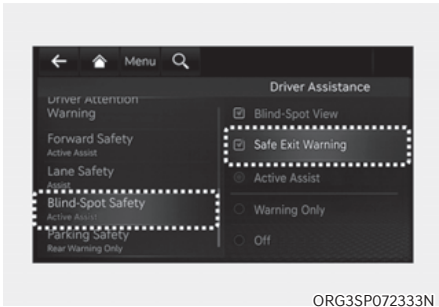 Menu
Driver Assistance
Driver Attention
Warning
Forward Safety
Active Assist
Lane Safety
Assist
Blind-Spot Safety
Active Assist
Parking Safety
Rear Warning Only
Blind-Spot View
Safe Exit Warning
Active Assist
Warning Only
Off
ORG3SP072333N